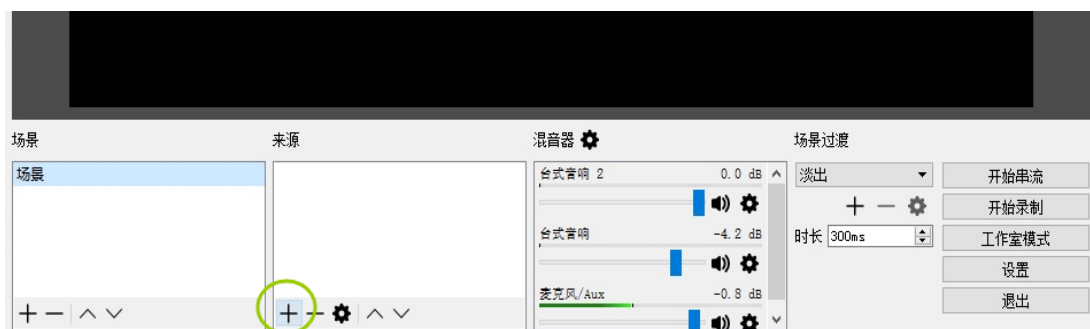 场景
来源
混音器
场景过渡
场景
台式音响 2
0.0 dB
台式音响
-4.2 dB
麦克风/Aux
-0.8 dB
淡出
时长 300ms
开始串流
开始录制
工作室模式
设置
退出